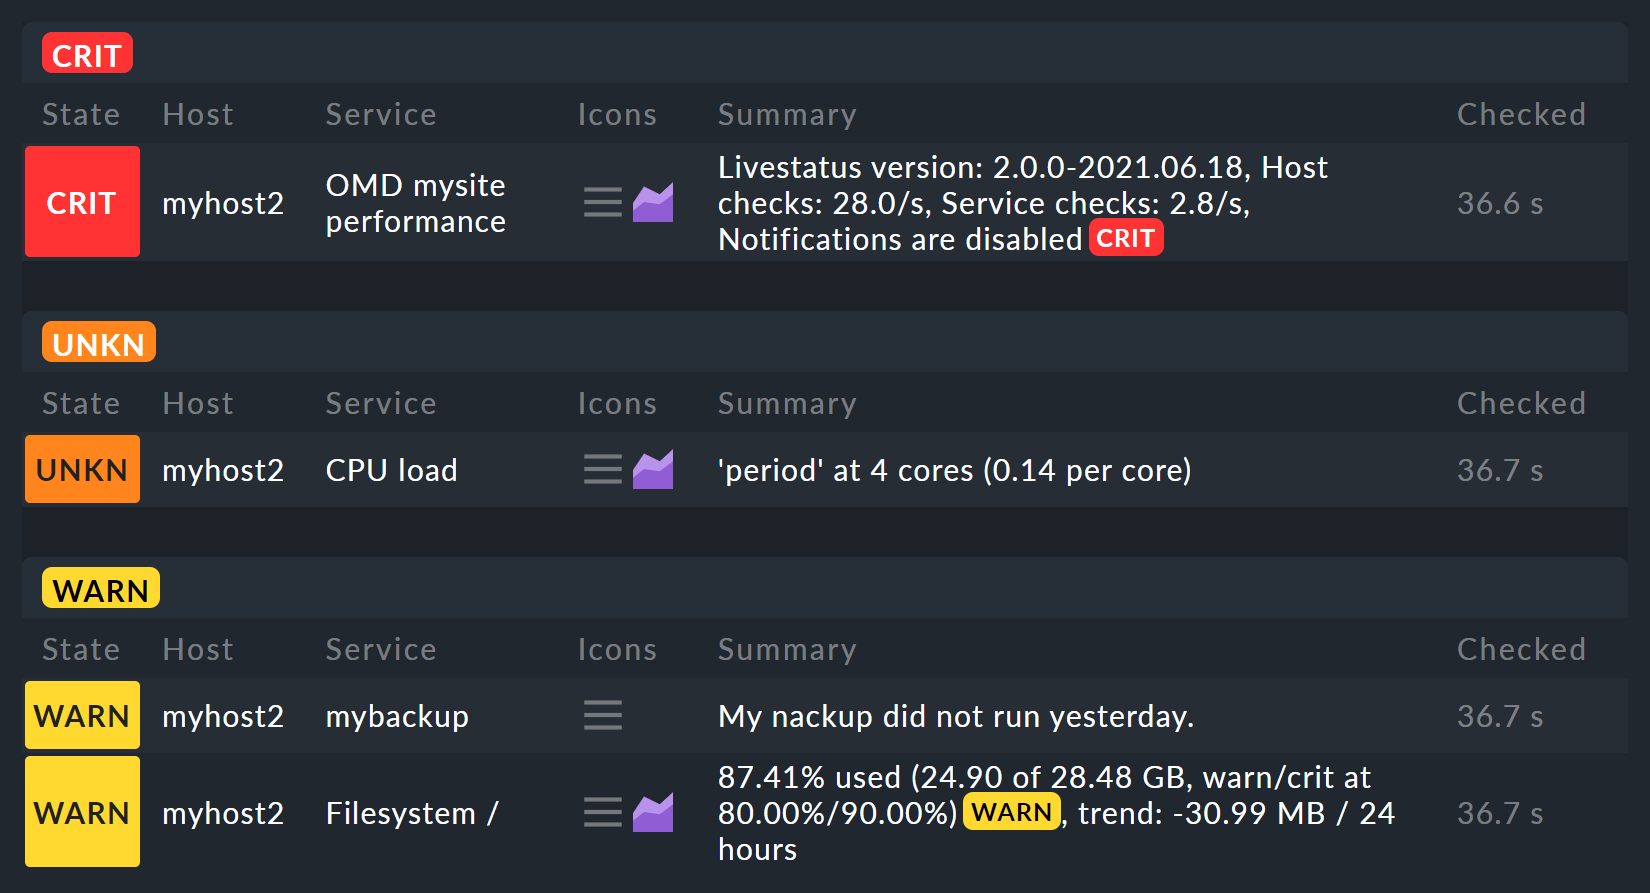 CRIT
State Host Service Icons Summary Checked
CRIT myhost2 OMD mysite performance Livestatus version: 2.0.0-2021.06.18, Host 36.6 s
checks: 28.0/s, Service checks: 2.8/s,
Notifications are disabled CRIT
UNKN
State Host Service Icons Summary Checked
UNKN myhost2 CPU load 'period' at 4 cores (0.14 per core) 36.7 s
WARN
State Host Service Icons Summary Checked
WARN myhost2 mybackup My nackup did not run yesterday. 36.7 s
WARN myhost2 Filesystem / 87.41% used (24.90 of 28.48 GB, warn/crit at 36.7 s
80.00%/90.00%) WARN, trend: -30.99 MB / 24
hours